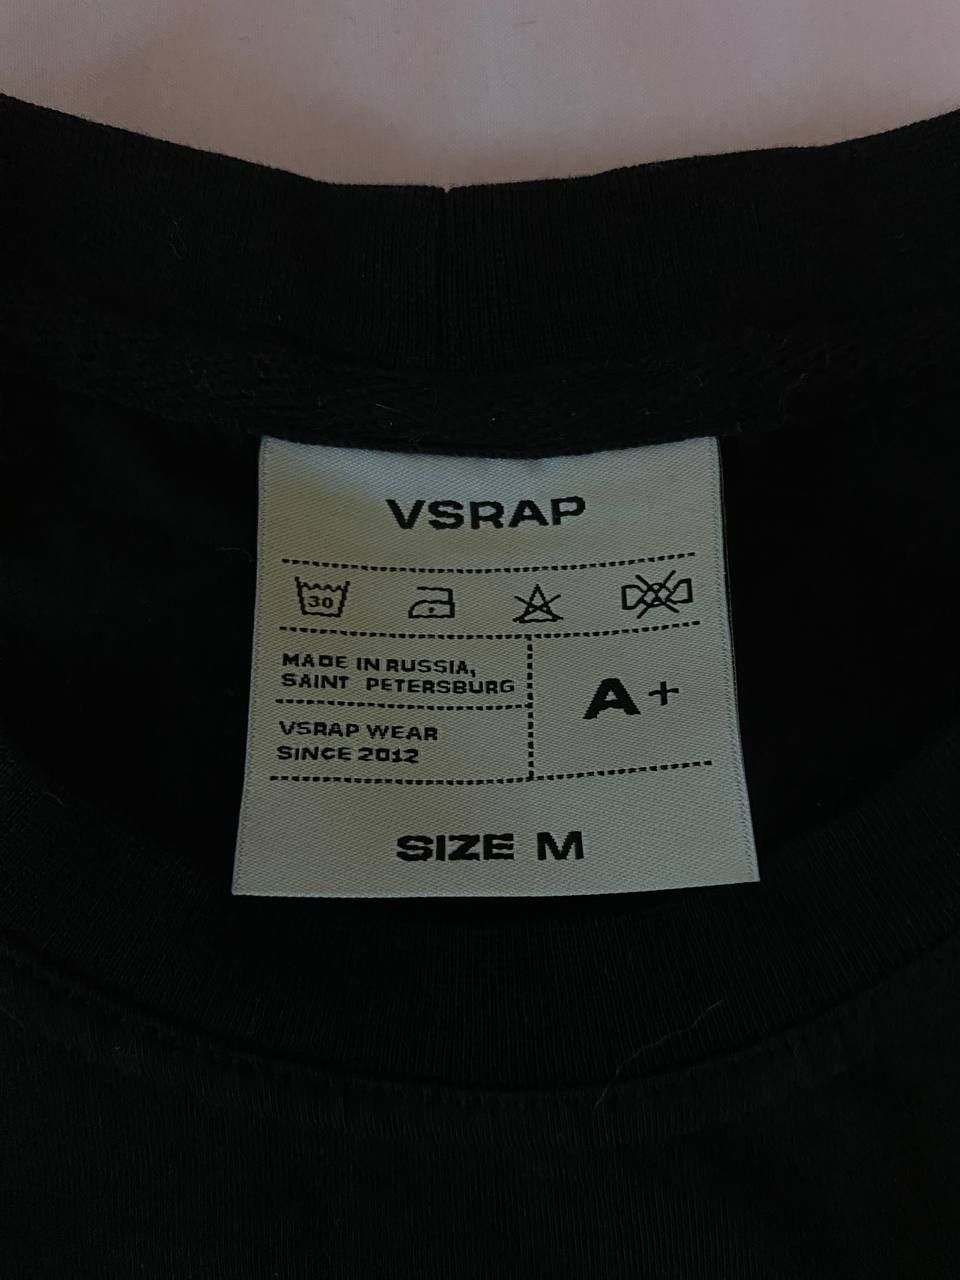 VSRAP
30
MADE IN RUSSIA,
SAINT PETERSBURG
A+
VSRAP WEAR
SINCE 2012
SIZE M